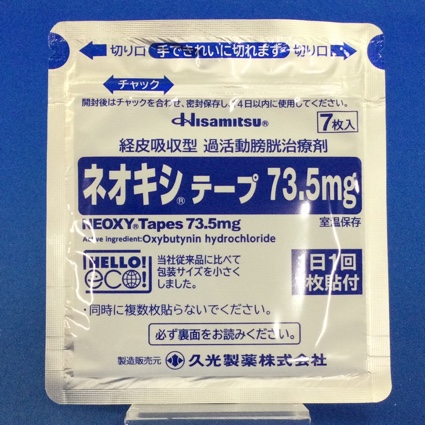 切り口 手できれいに切れます 切り口
チャック
開封後はチャックを合わせ、密封保存し14日以内に使用してください。
Hisamitsu® 7枚入
経皮吸収型 過活動膀胱治療剤
ネオキシ®テープ 73.5mg
NEOXY® Tapes 73.5mg 室温保存
Active ingredient: Oxybutynin hydrochloride
HELLO! eco!
当社従来品に比べて
包装サイズを小さく
しました。
1日1回
1枚貼付
・同時に複数枚貼らないでください。
必ず裏面をお読みください。
製造販売元 久光製薬株式会社